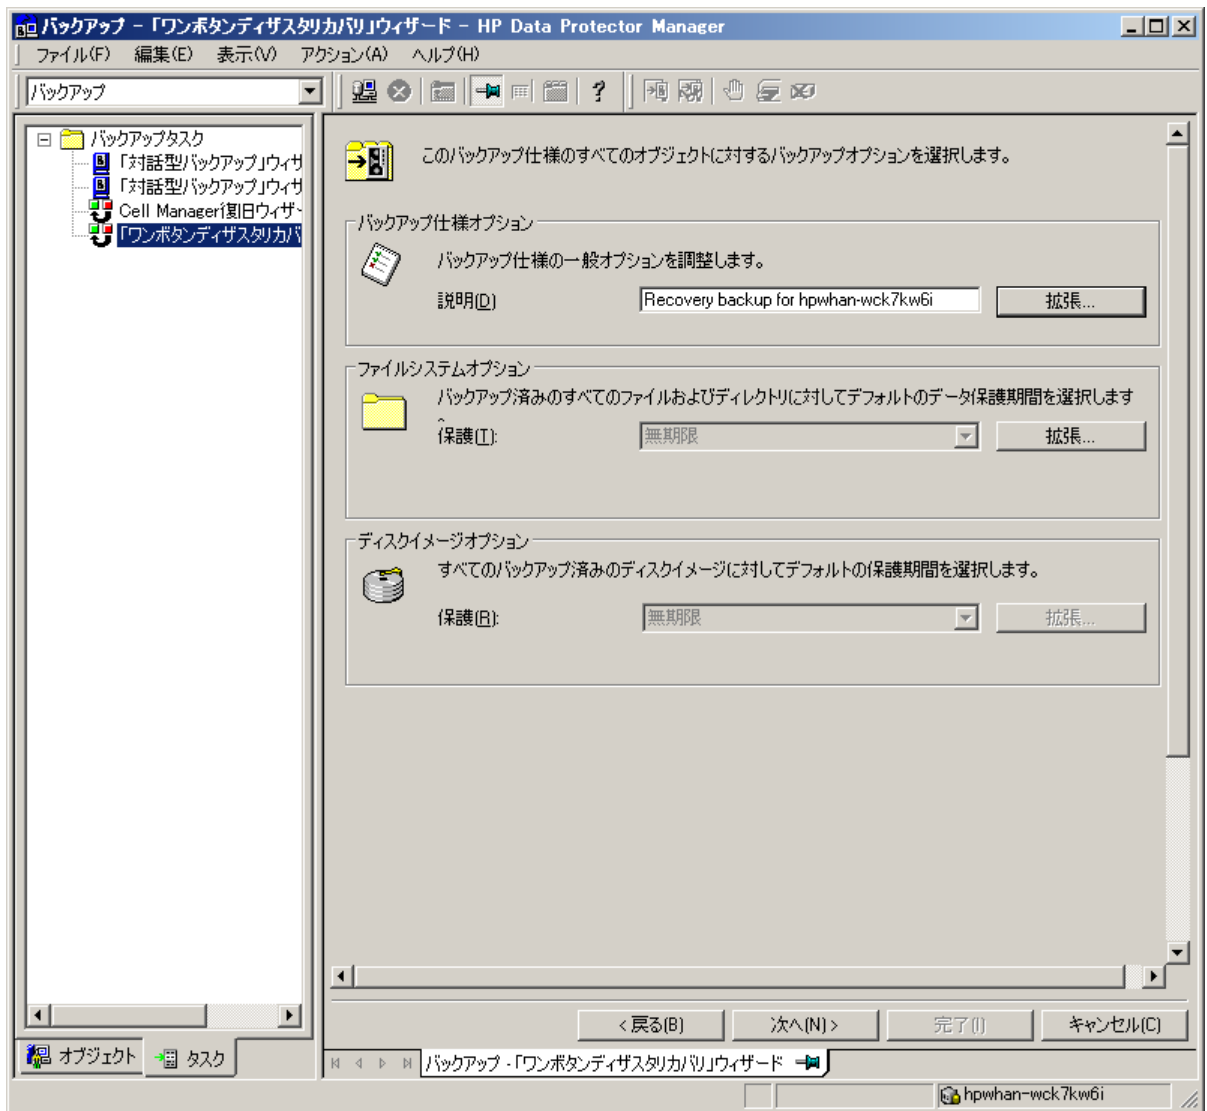 バックアップ - 「ワンボタンディザスタリカバリ」ウィザード - HP Data Protector Manager
ファイル(F) 編集(E) 表示(V) アクション(A) ヘルプ(H)
バックアップ
バックアップタスク
「対話型バックアップ」ウィザ
「対話型バックアップ」ウィザ
Cell Manager復旧ウィザ
「ワンボタンディザスタリカバ
このバックアップ仕様のすべてのオブジェクトに対するバックアップオプションを選択します。
バックアップ仕様オプション
バックアップ仕様の一般オプションを調整します。
説明(D) Recovery backup for hpwhan-wck7kw6i 拡張...
ファイルシステムオプション
バックアップ済みのすべてのファイルおよびディレクトリに対してデフォルトのデータ保護期間を選択します
保護(T): 無期限 拡張...
ディスクイメージオプション
すべてのバックアップ済みのディスクイメージに対してデフォルトの保護期間を選択します。
保護(R): 無期限 拡張...
< 戻る(B) 次へ(N) > 完了(I) キャンセル(C)
オブジェクト タスク
バックアップ - 「ワンボタンディザスタリカバリ」ウィザード
hpwhan-wck7kw6i